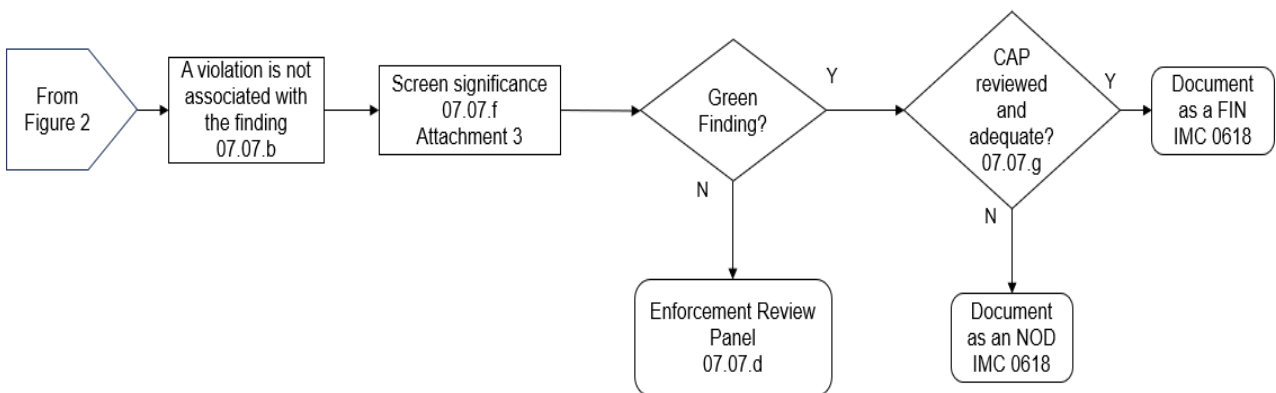 From
Figure 2
A violation is not
associated with
the finding
07.07.b
Screen significance
07.07.f
Attachment 3
Green
Finding?
Y
N
Enforcement Review
Panel
07.07.d
CAP
reviewed
and
adequate?
07.07.g
Y
N
Document
as a FIN
IMC 0618
Document
as an NOD
IMC 0618